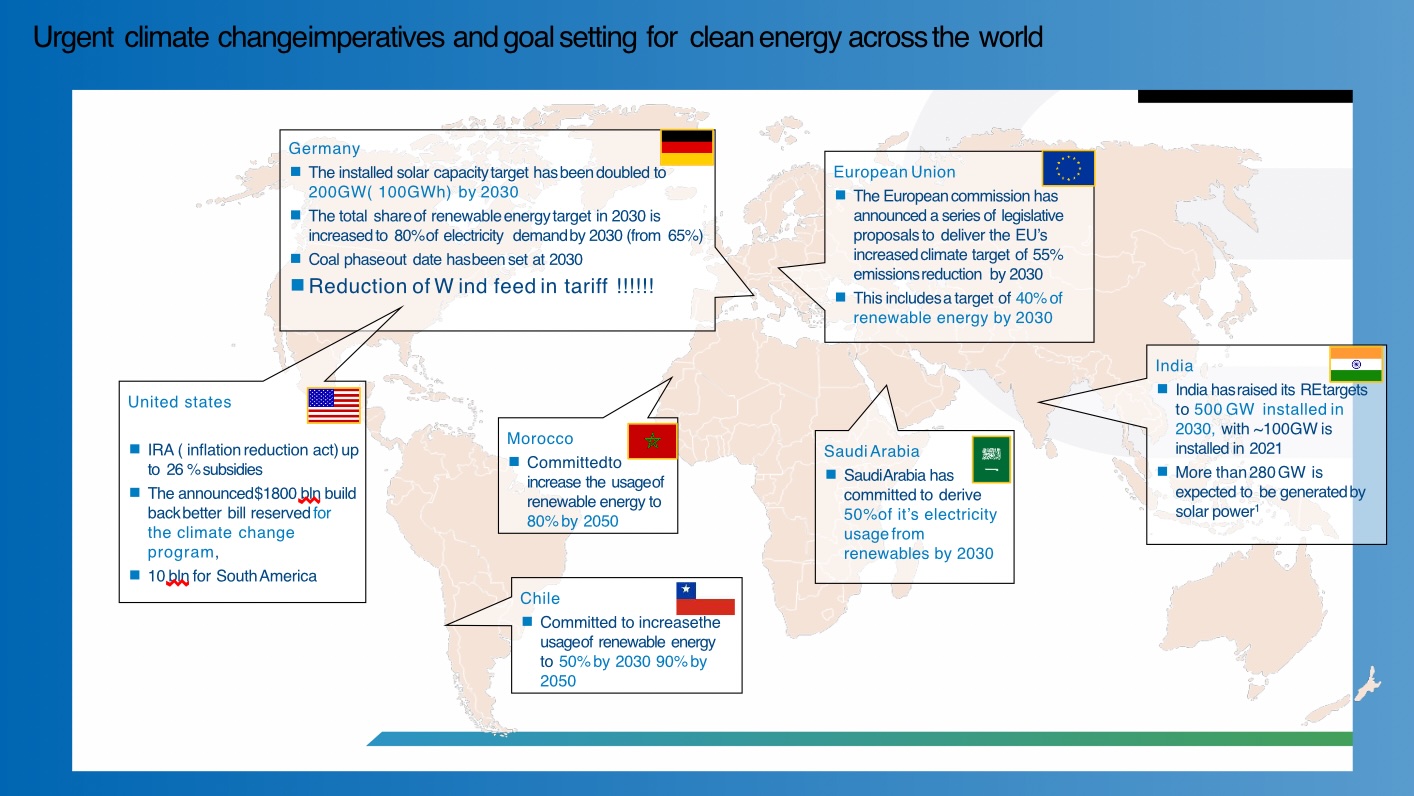 Urgent climate change imperatives and goal setting for clean energy across the world
Germany
The installed solar capacity target has been doubled to
200GW( 100GWh) by 2030
The total share of renewable energy target in 2030 is
increased to 80% of electricity demand by 2030 (from 65%)
Coal phase out date has been set at 2030
Reduction of Wind feed in tariff !!!!!!
European Union
The European commission has
announced a series of legislative
proposals to deliver the EU's
increased climate target of 55%
emissions reduction by 2030
This includes a target of 40% of
renewable energy by 2030
India
India has raised its RE targets
to 500 GW installed in
2030, with ~100GW is
installed in 2021
More than 280 GW is
expected to be generated by
solar power¹
United states
IRA ( inflation reduction act) up
to 26 % subsidies
The announced $1800 bln build
back better bill reserved for
the climate change
program,
10 bln for South America
Morocco
Committed to
increase the usage of
renewable energy to
80% by 2050
Saudi Arabia
Saudi Arabia has
committed to derive
50% of it's electricity
usage from
renewables by 2030
Chile
Committed to increase the
usage of renewable energy
to 50% by 2030 90% by
2050